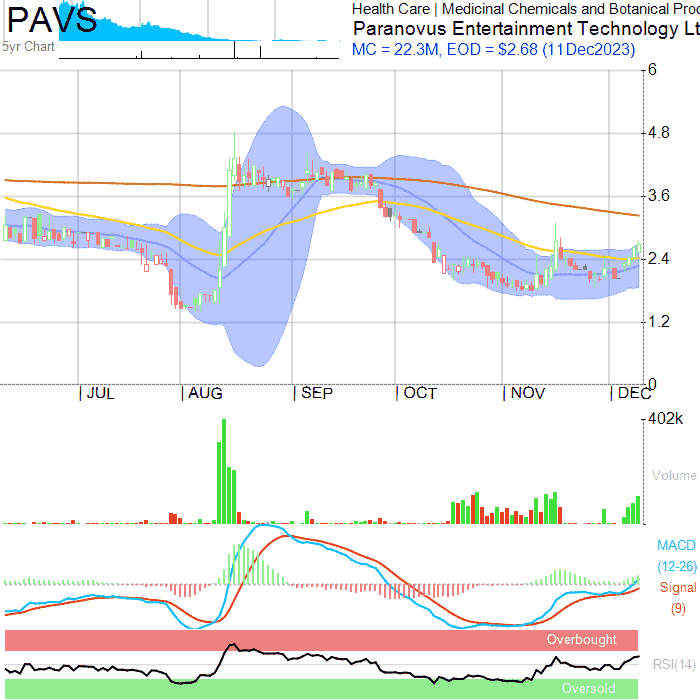 PAVS
5yr Chart
Health Care | Medicinal Chemicals and Botanical Prod
Paranovus Entertainment Technology Lt
MC = 22.3M, EOD = $2.68 (11Dec2023)
6
4.8
3.6
2.4
1.2
0
JUL AUG SEP OCT NOV DEC
402k
Volume
MACD
(12-26)
Signal
(9)
Overbought
RSI(14)
Oversold